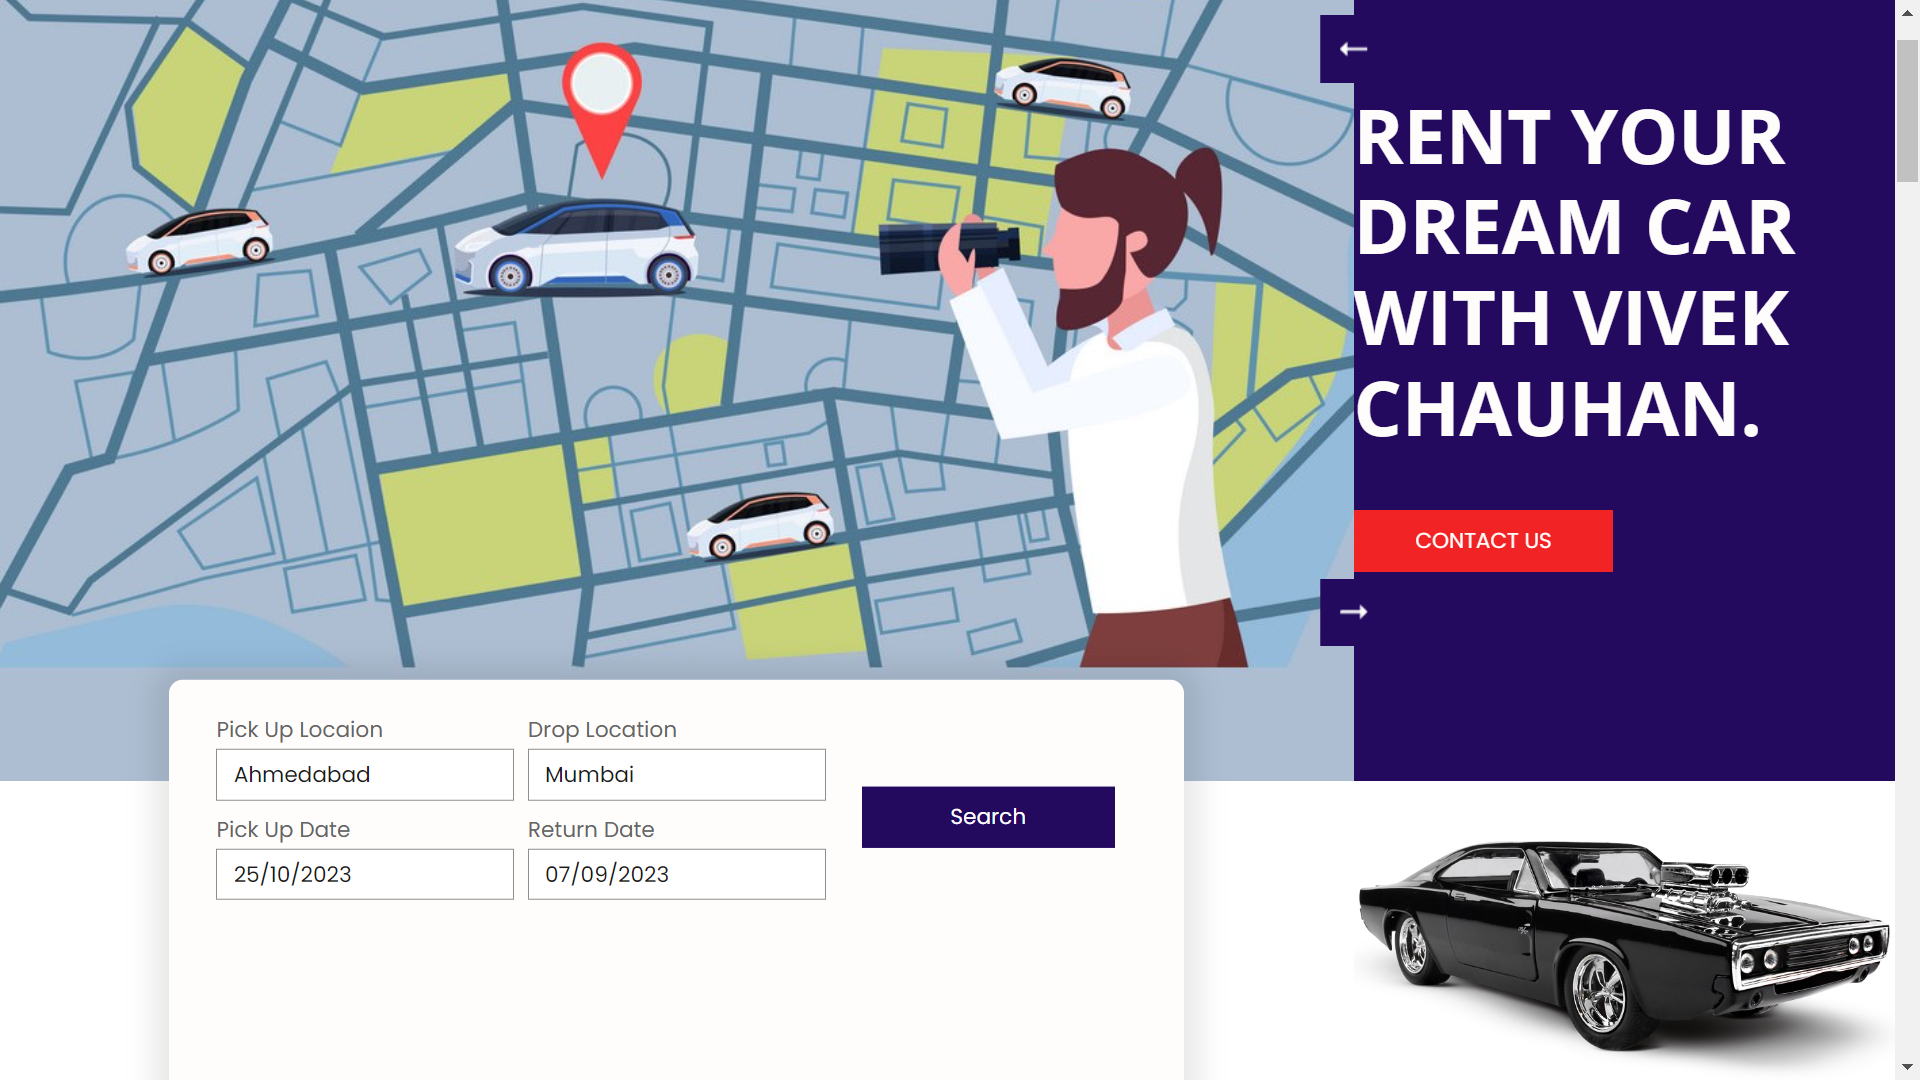 RENT YOUR
DREAM CAR
WITH VIVEK
CHAUHAN.
CONTACT US
Pick Up Locaion
Drop Location
Ahmedabad
Mumbai
Search
Pick Up Date
Return Date
25/10/2023
07/09/2023